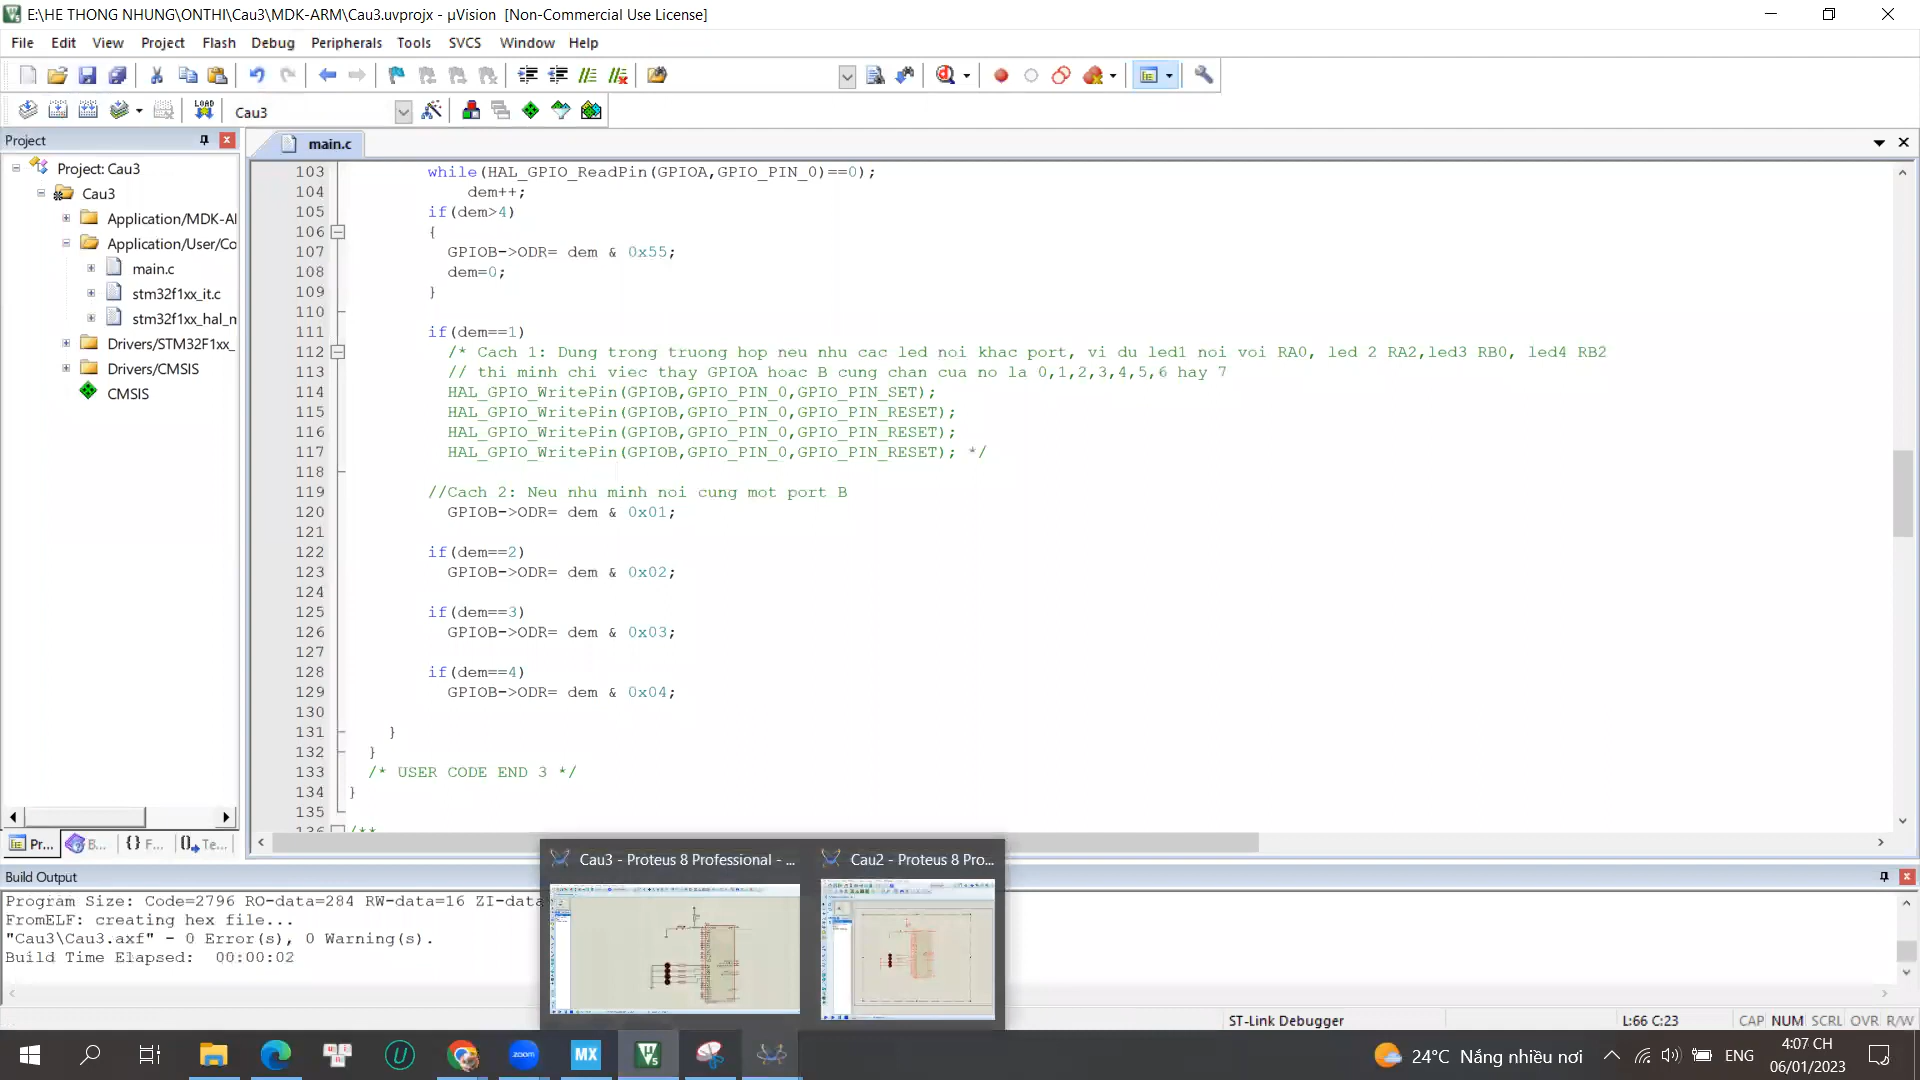 E:\HE THONG NHUNG\ONTHI\Cau3\MDK-ARM\Cau3.uvprojx - µVision  [Non-Commercial Use License]
File Edit View Project Flash Debug Peripherals Tools SVCS Window Help
LOAD Cau3
Project
main.c
Project: Cau3
Cau3
Application/MDK-AI
Application/User/Co
main.c
stm32f1xx_it.c
stm32f1xx_hal_m
Drivers/STM32F1xx_
Drivers/CMSIS
CMSIS
103 while(HAL_GPIO_ReadPin(GPIOA,GPIO_PIN_0)==0);
104 dem++;
105 if(dem>4)
106 {
107 GPIOB->ODR= dem & 0x55;
108 dem=0;
109 }
110
111 if(dem==1)
112 /* Cach 1: Dung trong truong hop neu nhu cac led noi khac port, vi du led1 noi voi RA0, led 2 RA2,led3 RB0, led4 RB2
113 // thi minh chi viec thay GPIOA hoac B cung chan cua no la 0,1,2,3,4,5,6 hay 7
114 HAL_GPIO_WritePin(GPIOB,GPIO_PIN_0,GPIO_PIN_SET);
115 HAL_GPIO_WritePin(GPIOB,GPIO_PIN_0,GPIO_PIN_RESET);
116 HAL_GPIO_WritePin(GPIOB,GPIO_PIN_0,GPIO_PIN_RESET);
117 HAL_GPIO_WritePin(GPIOB,GPIO_PIN_0,GPIO_PIN_RESET); */
118
119 //Cach 2: Neu nhu minh noi cung mot port B
120 GPIOB->ODR= dem & 0x01;
121
122 if(dem==2)
123 GPIOB->ODR= dem & 0x02;
124
125 if(dem==3)
126 GPIOB->ODR= dem & 0x03;
127
128 if(dem==4)
129 GPIOB->ODR= dem & 0x04;
130
131 }
132 }
133 /* USER CODE END 3 */
134 }
135
136 /**
Pr... B... {} F... Te...
Build Output
Program Size: Code=2796 RO-data=284 RW-data=16 ZI-data
FromELF: creating hex file...
"Cau3\Cau3.axf" - 0 Error(s), 0 Warning(s).
Build Time Elapsed:  00:00:02
Cau3 - Proteus 8 Professional - ...
Cau2 - Proteus 8 Pro...
ST-Link Debugger L:66 C:23 CAP NUM SCRL OVR R/W
zoom MX 24°C Nắng nhiều nơi ENG
4:07 CH
06/01/2023